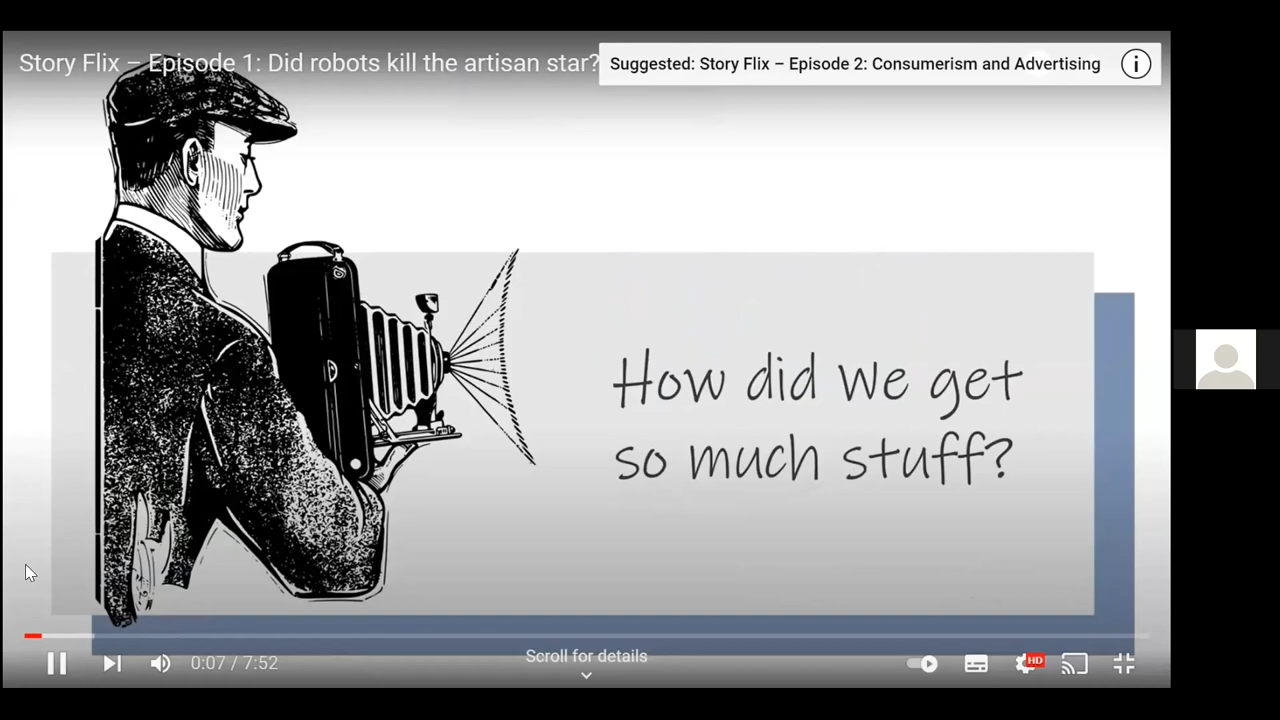 Story Flix – Episode 1: Did robots kill the artisan star?
Suggested: Story Flix – Episode 2: Consumerism and Advertising
How did we get
so much stuff?
Scroll for details
0:07 / 7:52
HD